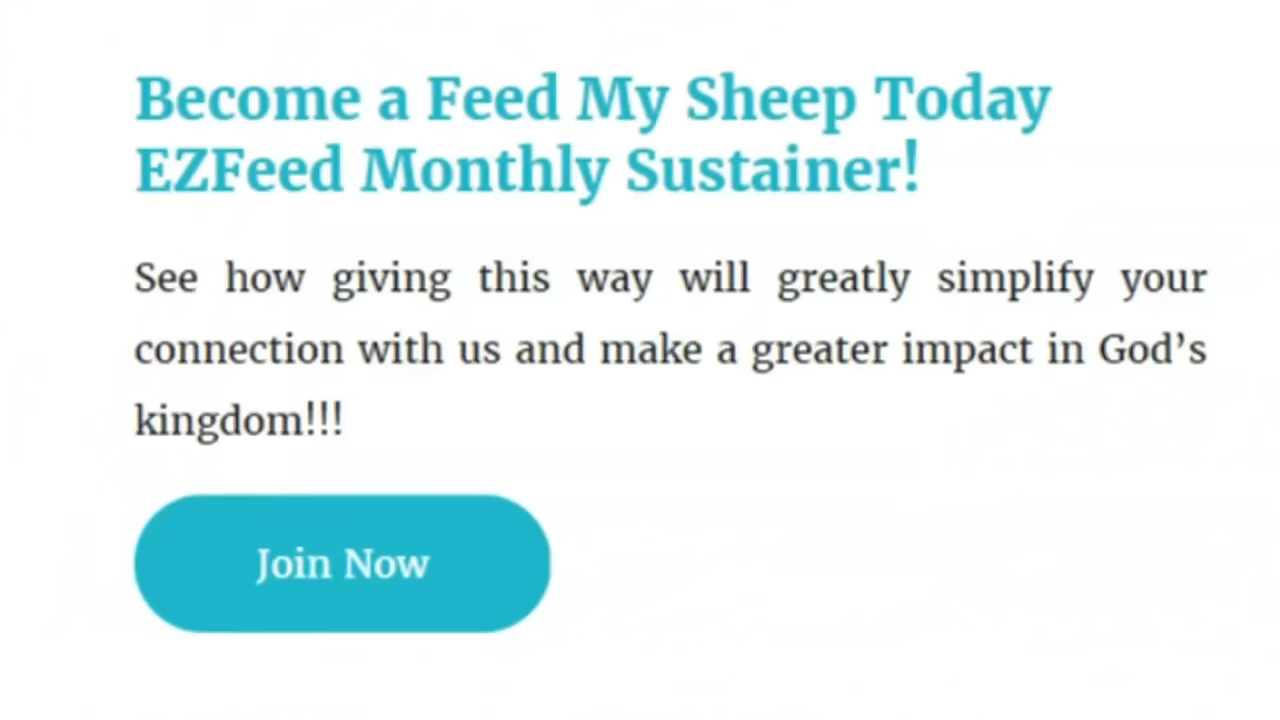 Become a Feed My Sheep Today
EZFeed Monthly Sustainer!
See how giving this way will greatly simplify your
connection with us and make a greater impact in God’s
kingdom!!!
Join Now